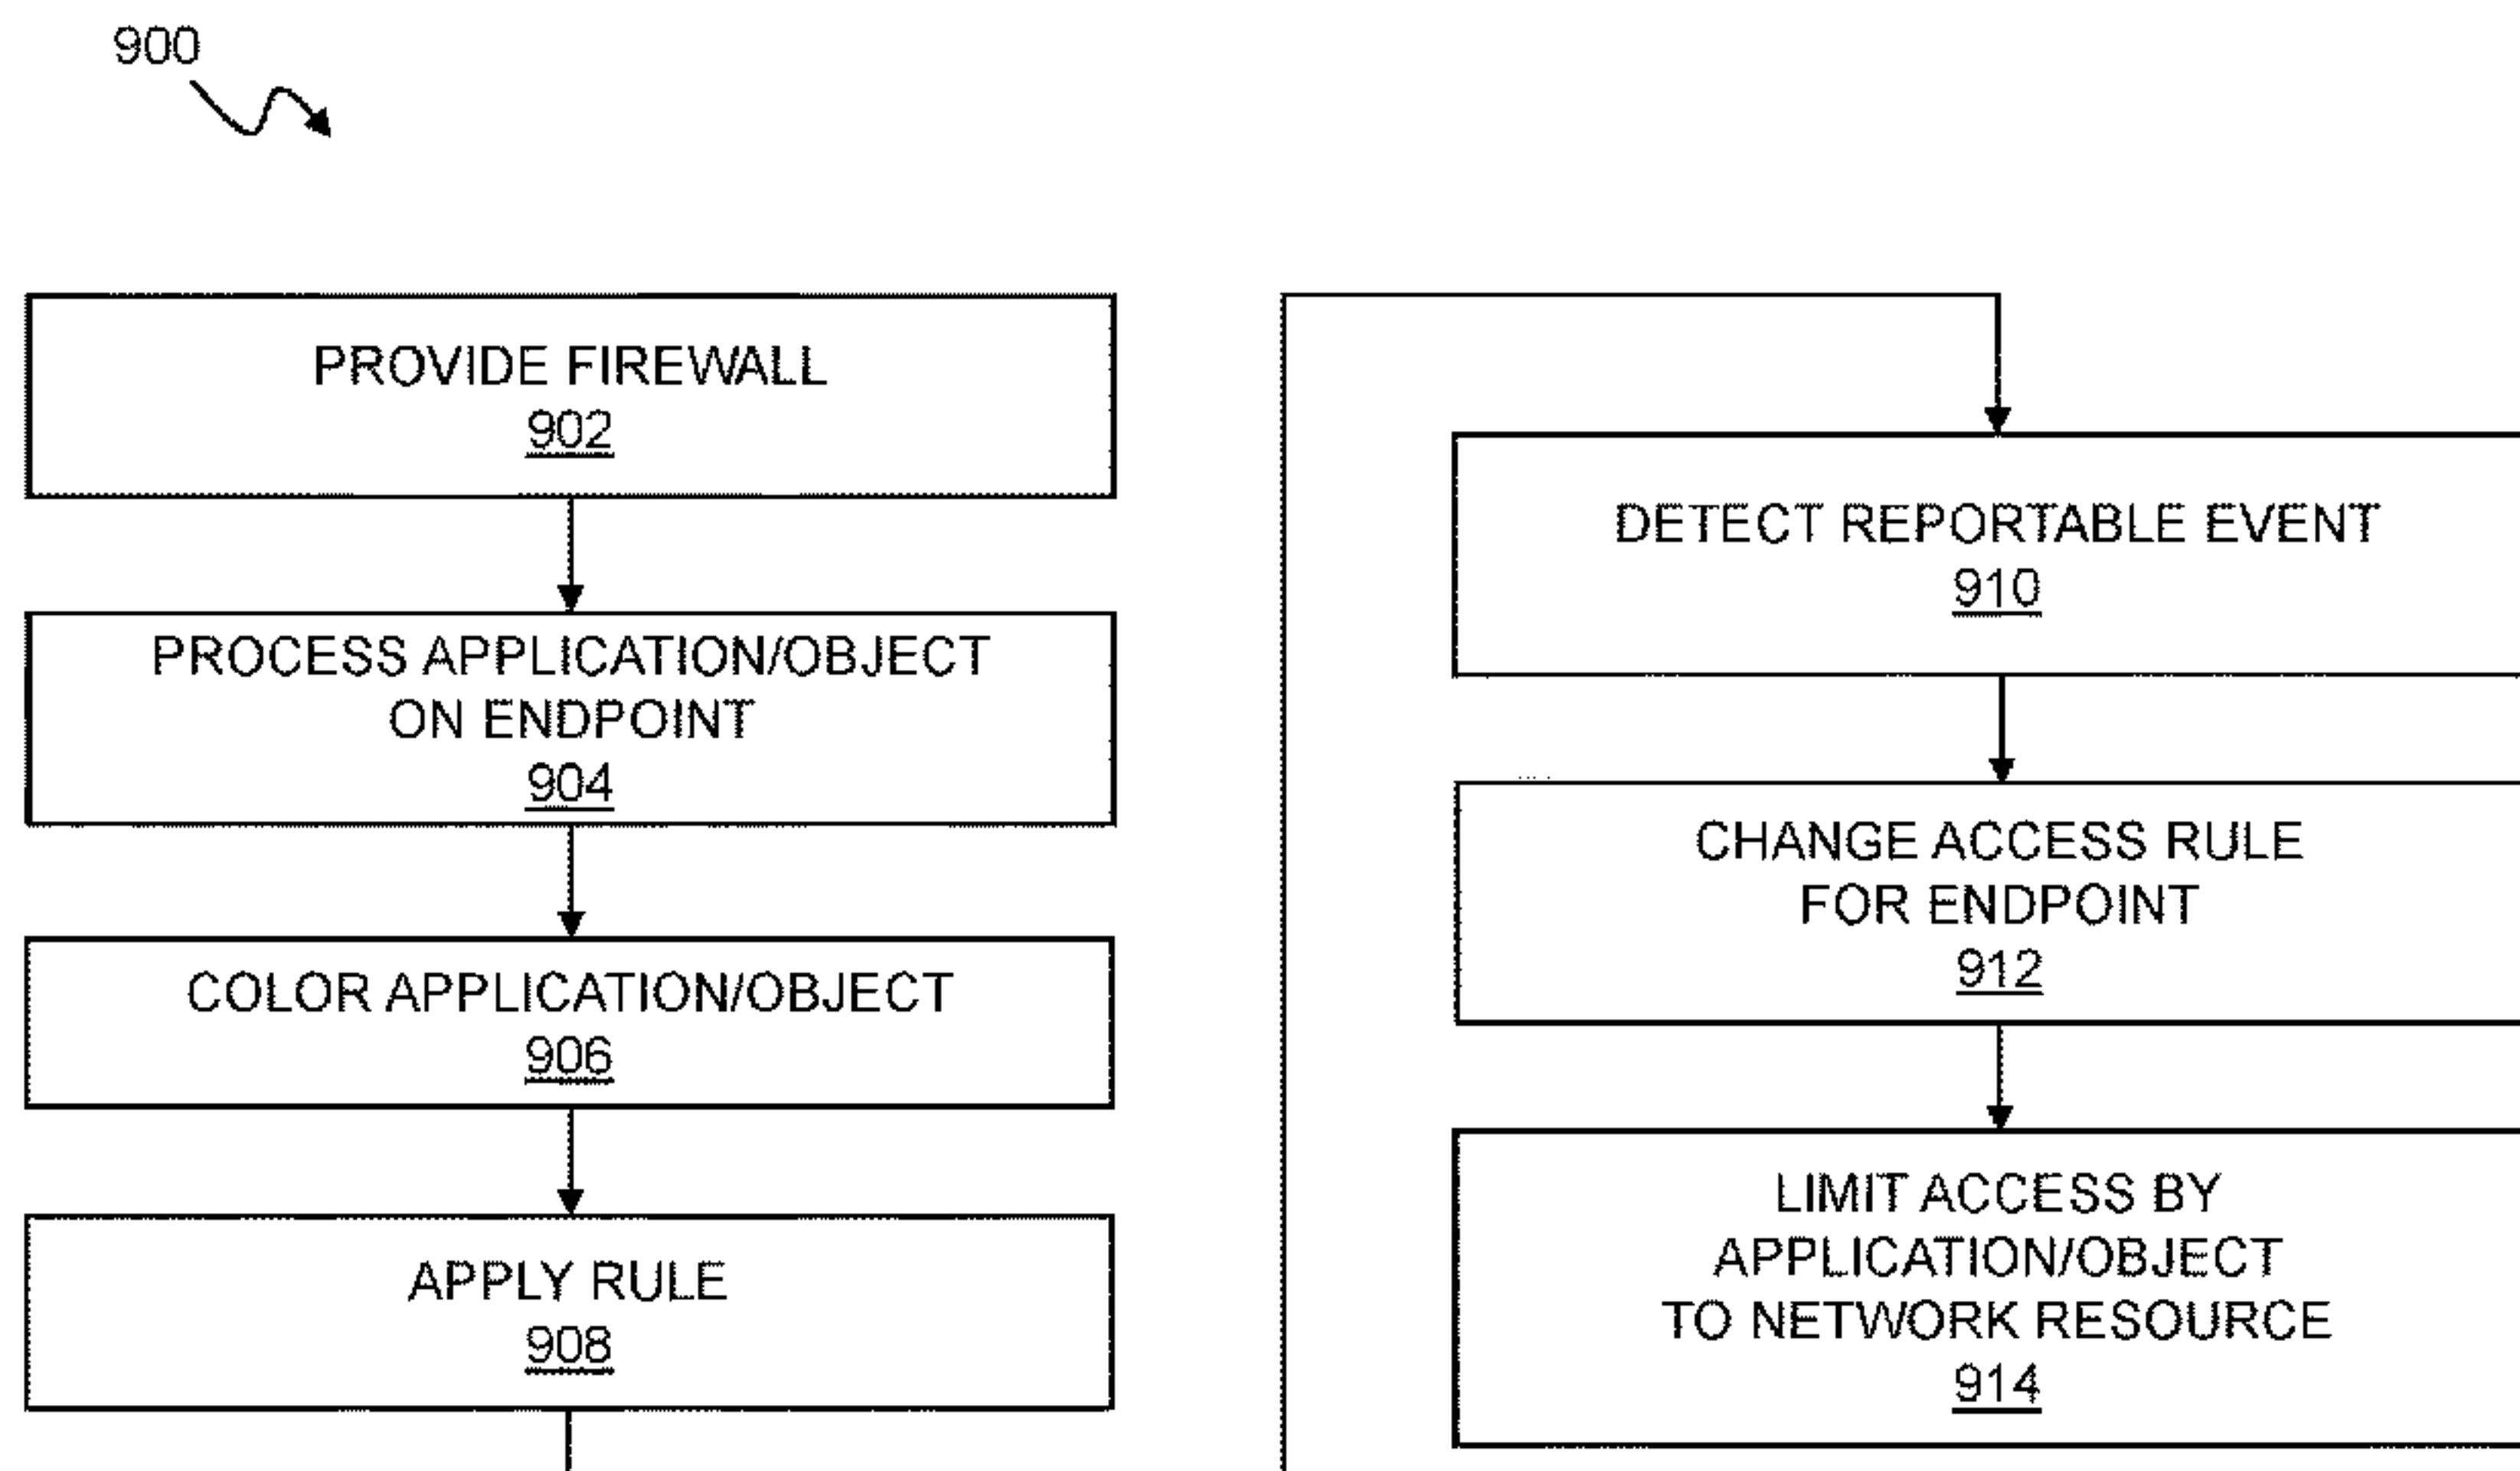 900
PROVIDE FIREWALL
902
PROCESS APPLICATION/OBJECT
ON ENDPOINT
904
COLOR APPLICATION/OBJECT
906
APPLY RULE
908
DETECT REPORTABLE EVENT
910
CHANGE ACCESS RULE
FOR ENDPOINT
912
LIMIT ACCESS BY
APPLICATION/OBJECT
TO NETWORK RESOURCE
914